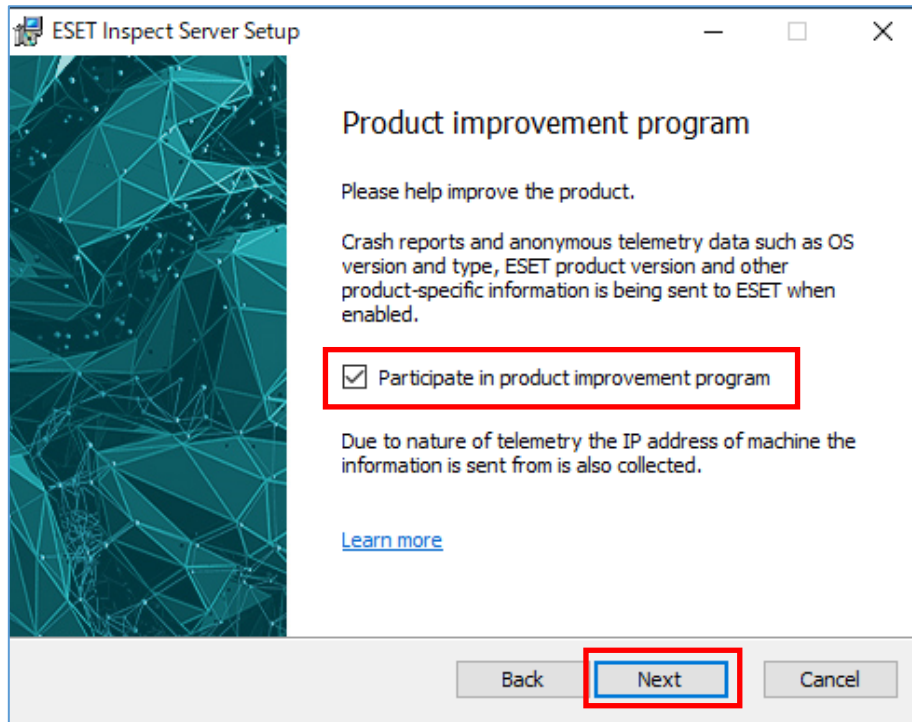 ESET Inspect Server Setup
Product improvement program
Please help improve the product.
Crash reports and anonymous telemetry data such as OS
version and type, ESET product version and other
product-specific information is being sent to ESET when
enabled.
Participate in product improvement program
Due to nature of telemetry the IP address of machine the
information is sent from is also collected.
Learn more
Back Next Cancel